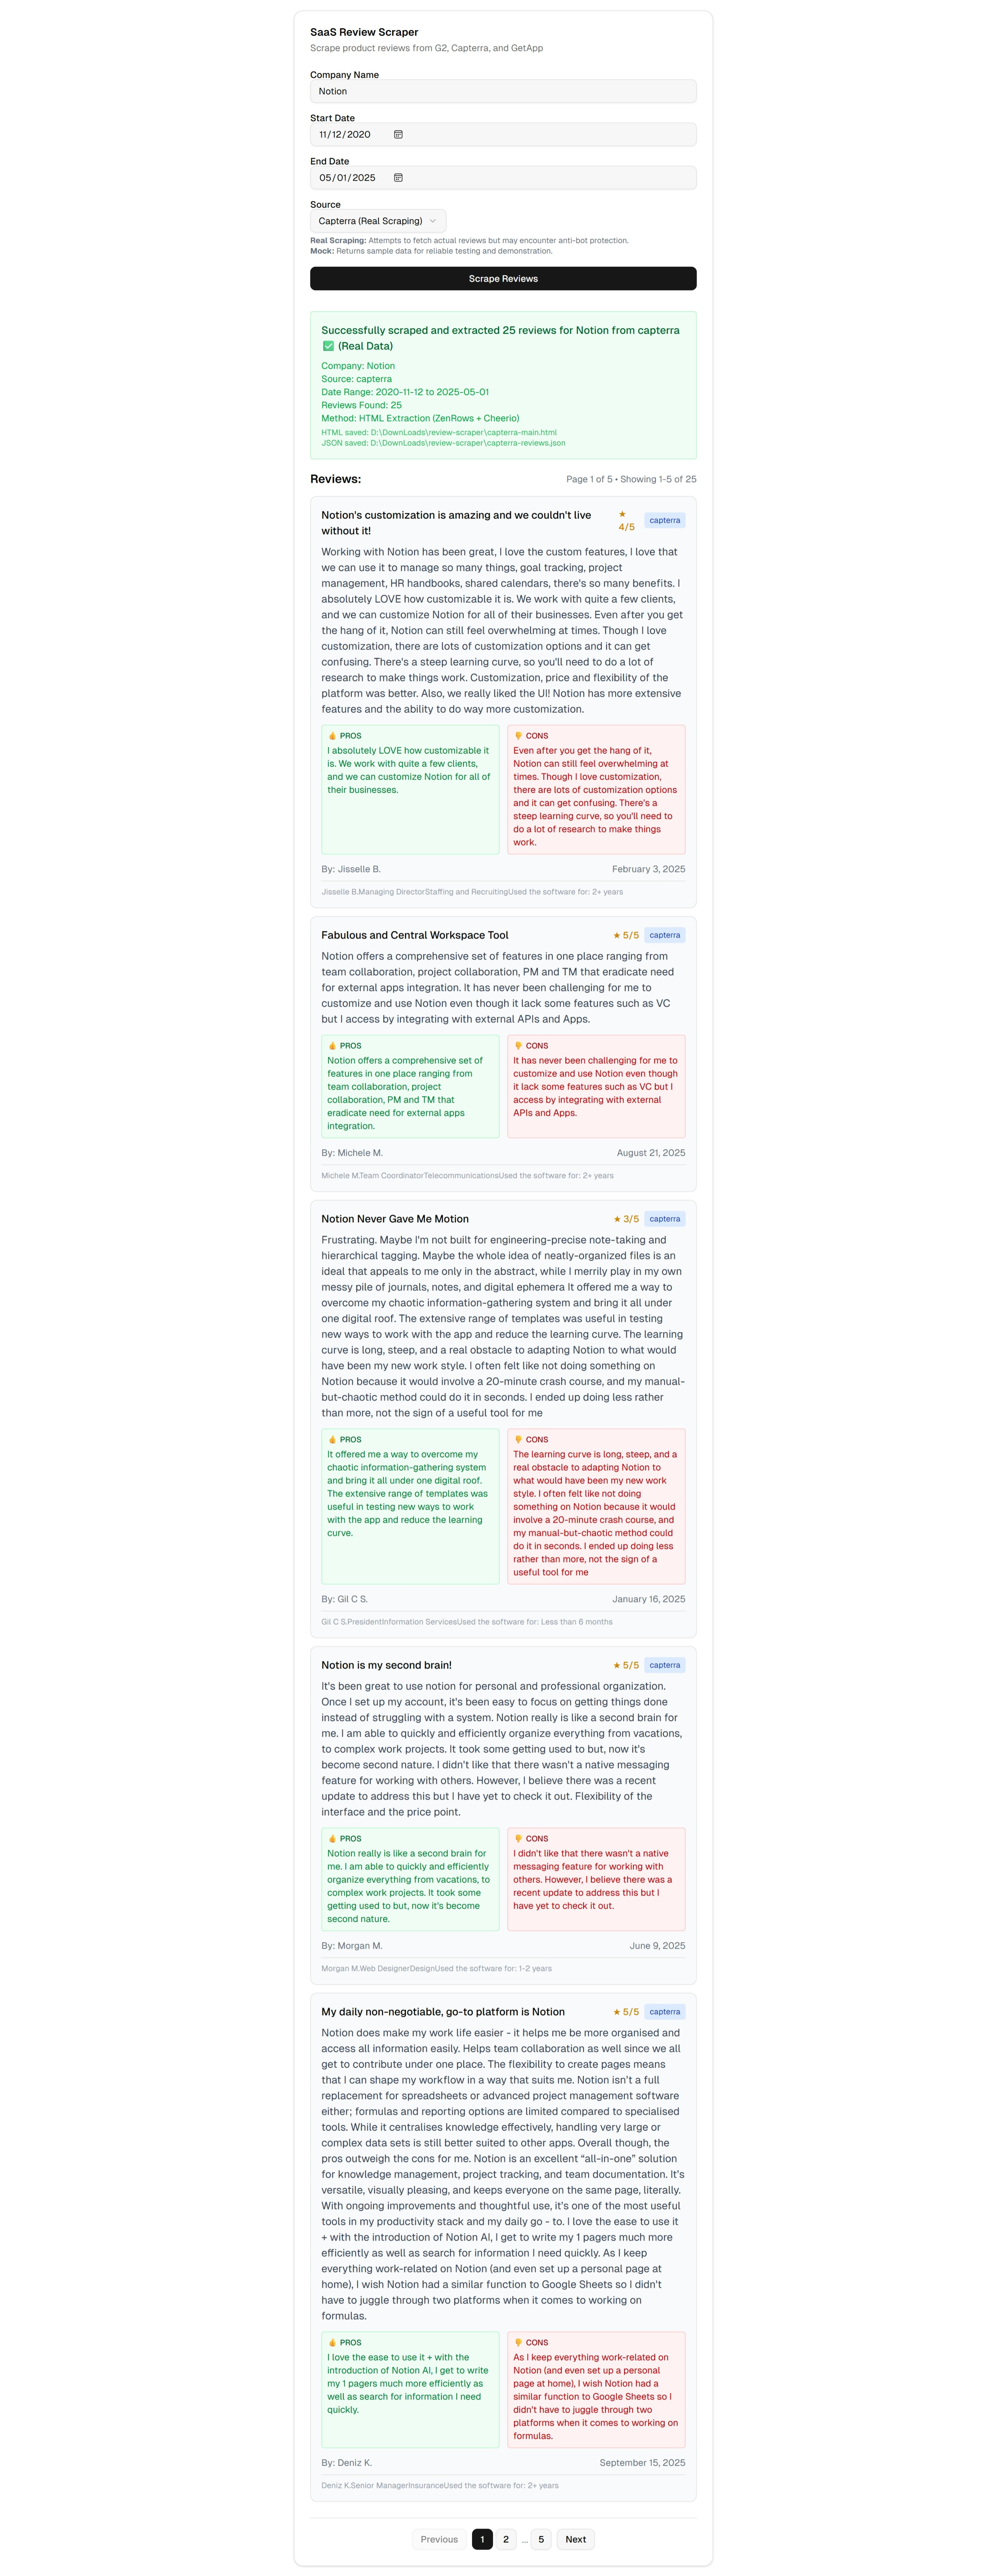 SaaS Review Scraper
Scrape product reviews from G2, Capterra, and GetApp
Company Name
Notion
Start Date
11/12/2020
End Date
05/01/2025
Source
Capterra (Real Scraping)
Real Scraping: Attempts to fetch actual reviews but may encounter anti-bot protection.
Mock: Returns sample data for reliable testing and demonstration.
Scrape Reviews
Successfully scraped and extracted 25 reviews for Notion from capterra
✅ (Real Data)
Company: Notion
Source: capterra
Date Range: 2020-11-12 to 2025-05-01
Reviews Found: 25
Method: HTML Extraction (ZenRows + Cheerio)
HTML saved: D:\DownLoads\review-scraper\capterra-main.html
JSON saved: D:\DownLoads\review-scraper\capterra-reviews.json
Reviews:
Page 1 of 5 • Showing 1-5 of 25
Notion's customization is amazing and we couldn't live
without it!
★
4/5
capterra
Working with Notion has been great, I love the custom features, I love that
we can use it to manage so many things, goal tracking, project
management, HR handbooks, shared calendars, there's so many benefits. I
absolutely LOVE how customizable it is. We work with quite a few clients,
and we can customize Notion for all of their businesses. Even after you get
the hang of it, Notion can still feel overwhelming at times. Though I love
customization, there are lots of customization options and it can get
confusing. There's a steep learning curve, so you'll need to do a lot of
research to make things work. Customization, price and flexibility of the
platform was better. Also, we really liked the UI! Notion has more extensive
features and the ability to do way more customization.
👍 PROS
I absolutely LOVE how customizable it
is. We work with quite a few clients,
and we can customize Notion for all of
their businesses.
👎 CONS
Even after you get the hang of it,
Notion can still feel overwhelming at
times. Though I love customization,
there are lots of customization options
and it can get confusing. There's a
steep learning curve, so you'll need to
do a lot of research to make things
work.
By: Jisselle B.
February 3, 2025
Jisselle B.Managing DirectorStaffing and RecruitingUsed the software for: 2+ years
Fabulous and Central Workspace Tool
★ 5/5
capterra
Notion offers a comprehensive set of features in one place ranging from
team collaboration, project collaboration, PM and TM that eradicate need
for external apps integration. It has never been challenging for me to
customize and use Notion even though it lack some features such as VC
but I access by integrating with external APIs and Apps.
👍 PROS
Notion offers a comprehensive set of
features in one place ranging from
team collaboration, project
collaboration, PM and TM that
eradicate need for external apps
integration.
👎 CONS
It has never been challenging for me to
customize and use Notion even though
it lack some features such as VC but I
access by integrating with external
APIs and Apps.
By: Michele M.
August 21, 2025
Michele M.Team CoordinatorTelecommunicationsUsed the software for: 2+ years
Notion Never Gave Me Motion
★ 3/5
capterra
Frustrating. Maybe I'm not built for engineering-precise note-taking and
hierarchical tagging. Maybe the whole idea of neatly-organized files is an
ideal that appeals to me only in the abstract, while I merrily play in my own
messy pile of journals, notes, and digital ephemera It offered me a way to
overcome my chaotic information-gathering system and bring it all under
one digital roof. The extensive range of templates was useful in testing
new ways to work with the app and reduce the learning curve. The learning
curve is long, steep, and a real obstacle to adapting Notion to what would
have been my new work style. I often felt like not doing something on
Notion because it would involve a 20-minute crash course, and my manual-
but-chaotic method could do it in seconds. I ended up doing less rather
than more, not the sign of a useful tool for me
👍 PROS
It offered me a way to overcome my
chaotic information-gathering system
and bring it all under one digital roof.
The extensive range of templates was
useful in testing new ways to work
with the app and reduce the learning
curve.
👎 CONS
The learning curve is long, steep, and a
real obstacle to adapting Notion to
what would have been my new work
style. I often felt like not doing
something on Notion because it would
involve a 20-minute crash course, and
my manual-but-chaotic method could
do it in seconds. I ended up doing less
rather than more, not the sign of a
useful tool for me
By: Gil C S.
January 16, 2025
Gil C S.PresidentInformation ServicesUsed the software for: Less than 6 months
Notion is my second brain!
★ 5/5
capterra
It's been great to use notion for personal and professional organization.
Once I set up my account, it's been easy to focus on getting things done
instead of struggling with a system. Notion really is like a second brain for
me. I am able to quickly and efficiently organize everything from vacations,
to complex work projects. It took some getting used to but, now it's
become second nature. I didn't like that there wasn't a native messaging
feature for working with others. However, I believe there was a recent
update to address this but I have yet to check it out. Flexibility of the
interface and the price point.
👍 PROS
Notion really is like a second brain for
me. I am able to quickly and efficiently
organize everything from vacations, to
complex work projects. It took some
getting used to but, now it's become
second nature.
👎 CONS
I didn't like that there wasn't a native
messaging feature for working with
others. However, I believe there was a
recent update to address this but I
have yet to check it out.
By: Morgan M.
June 9, 2025
Morgan M.Web DesignerDesignUsed the software for: 1-2 years
My daily non-negotiable, go-to platform is Notion
★ 5/5
capterra
Notion does make my work life easier - it helps me be more organised and
access all information easily. Helps team collaboration as well since we all
get to contribute under one place. The flexibility to create pages means
that I can shape my workflow in a way that suits me. Notion isn't a full
replacement for spreadsheets or advanced project management software
either; formulas and reporting options are limited compared to specialised
tools. While it centralises knowledge effectively, handling very large or
complex data sets is still better suited to other apps. Overall though, the
pros outweigh the cons for me. Notion is an excellent “all-in-one” solution
for knowledge management, project tracking, and team documentation. It's
versatile, visually pleasing, and keeps everyone on the same page, literally.
With ongoing improvements and thoughtful use, it's one of the most useful
tools in my productivity stack and my daily go - to. I love the ease to use it
+ with the introduction of Notion AI, I get to write my 1 pagers much more
efficiently as well as search for information I need quickly. As I keep
everything work-related on Notion (and even set up a personal page at
home), I wish Notion had a similar function to Google Sheets so I didn't
have to juggle through two platforms when it comes to working on
formulas.
👍 PROS
I love the ease to use it + with the
introduction of Notion AI, I get to write
my 1 pagers much more efficiently as
well as search for information I need
quickly.
👎 CONS
As I keep everything work-related on
Notion (and even set up a personal
page at home), I wish Notion had a
similar function to Google Sheets so I
didn't have to juggle through two
platforms when it comes to working on
formulas.
By: Deniz K.
September 15, 2025
Deniz K.Senior ManagerInsuranceUsed the software for: 2+ years
Previous
1
2
...
5
Next